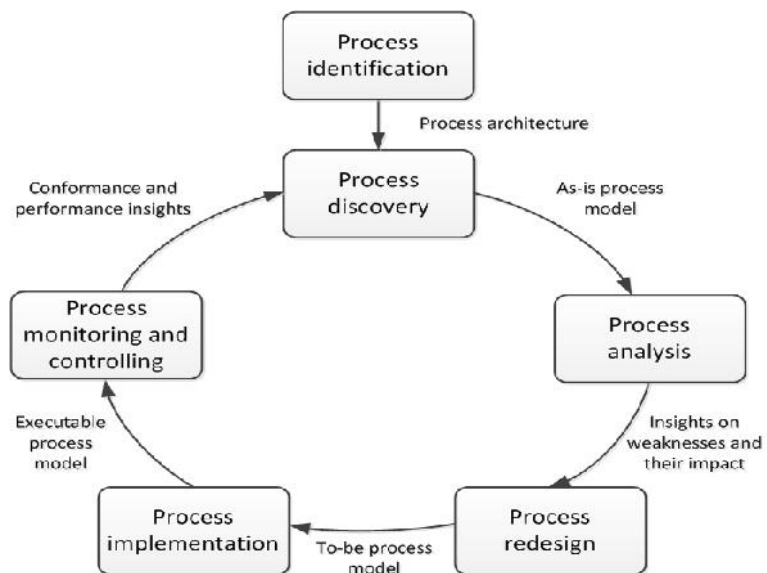 Process
identification
Process architecture
Process
discovery
As-is process
model
Process
analysis
Insights on
weaknesses and
their impact
Process
redesign
To-be process
model
Process
implementation
Executable
process
model
Process
monitoring and
controlling
Conformance and
performance insights